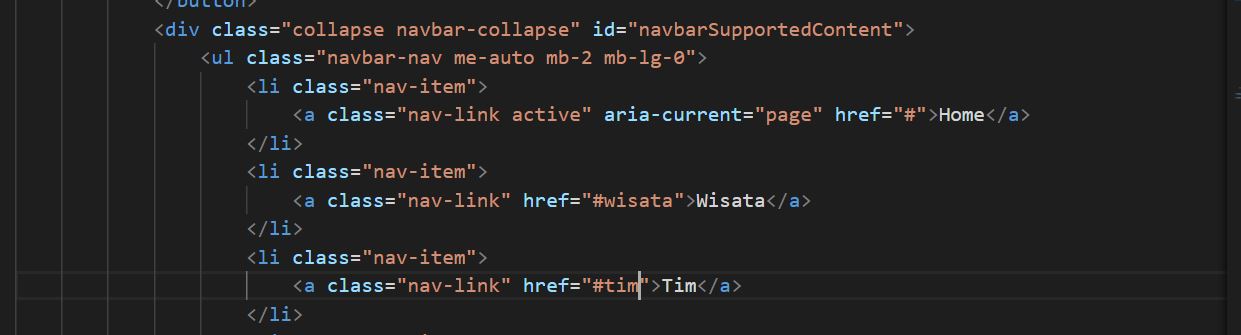 </button>
<div class="collapse navbar-collapse" id="navbarSupportedContent">
<ul class="navbar-nav me-auto mb-2 mb-lg-0">
<li class="nav-item">
<a class="nav-link active" aria-current="page" href="#">Home</a>
</li>
<li class="nav-item">
<a class="nav-link" href="#wisata">Wisata</a>
</li>
<li class="nav-item">
<a class="nav-link" href="#tim">Tim</a>
</li>